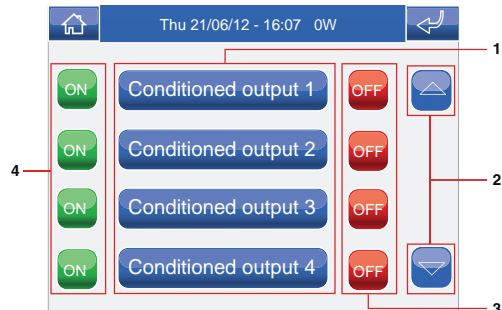 Thu 21/06/12 - 16:07 0W
1
ON Conditioned output 1 OFF
ON Conditioned output 2 OFF
4
2
ON Conditioned output 3 OFF
ON Conditioned output 4 OFF
3